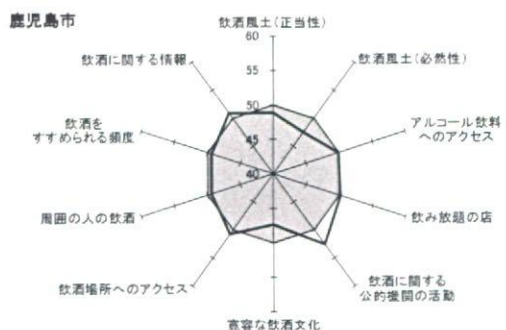 鹿児島市
飲酒風土(正当性)
60
55
50
45
40
飲酒に関する情報
飲酒風土(必然性)
飲酒を
すすめられる頻度
アルコール飲料
へのアクセス
周囲の人の飲酒
飲み放題の店
飲酒場所へのアクセス
飲酒に関する
公的機関の活動
寛容な飲酒文化